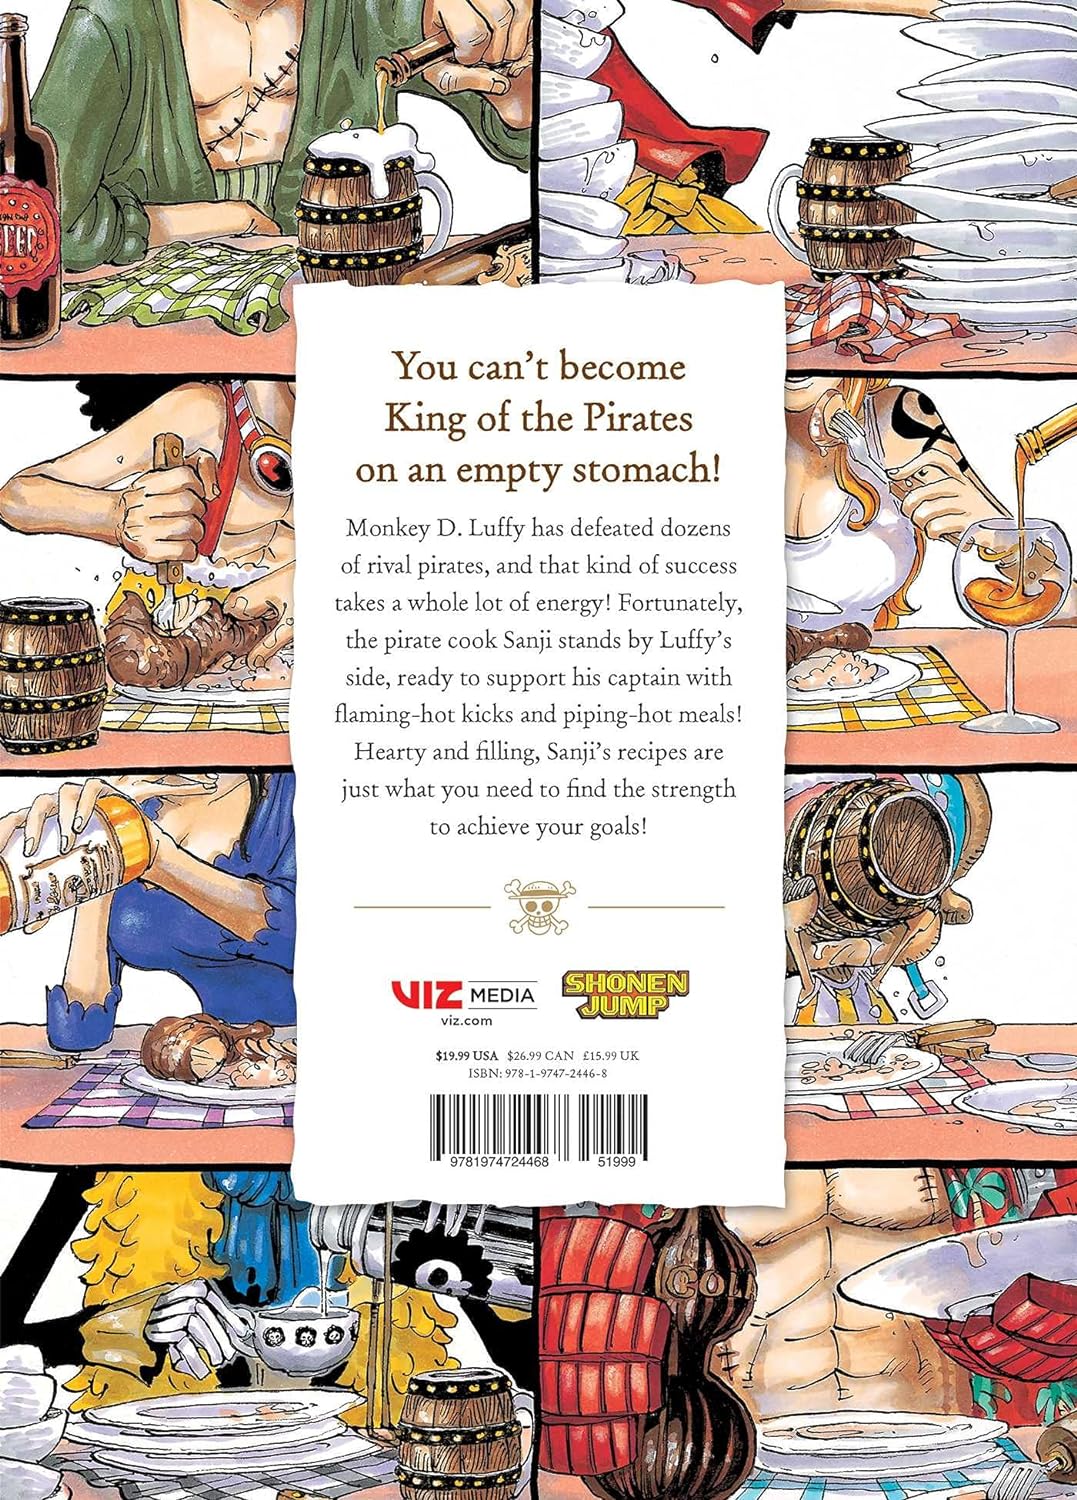 You can't become
King of the Pirates
on an empty stomach!
Monkey D. Luffy has defeated dozens
of rival pirates, and that kind of success
takes a whole lot of energy! Fortunately,
the pirate cook Sanji stands by Luffy's
side, ready to support his captain with
flaming-hot kicks and piping-hot meals!
Hearty and filling, Sanji's recipes are
just what you need to find the strength
to achieve your goals!
VIZ MEDIA
viz.com
SHONEN
JUMP
$19.99 USA $26.99 CAN £15.99 UK
ISBN: 978-1-9747-2446-8
9781974724468 51999